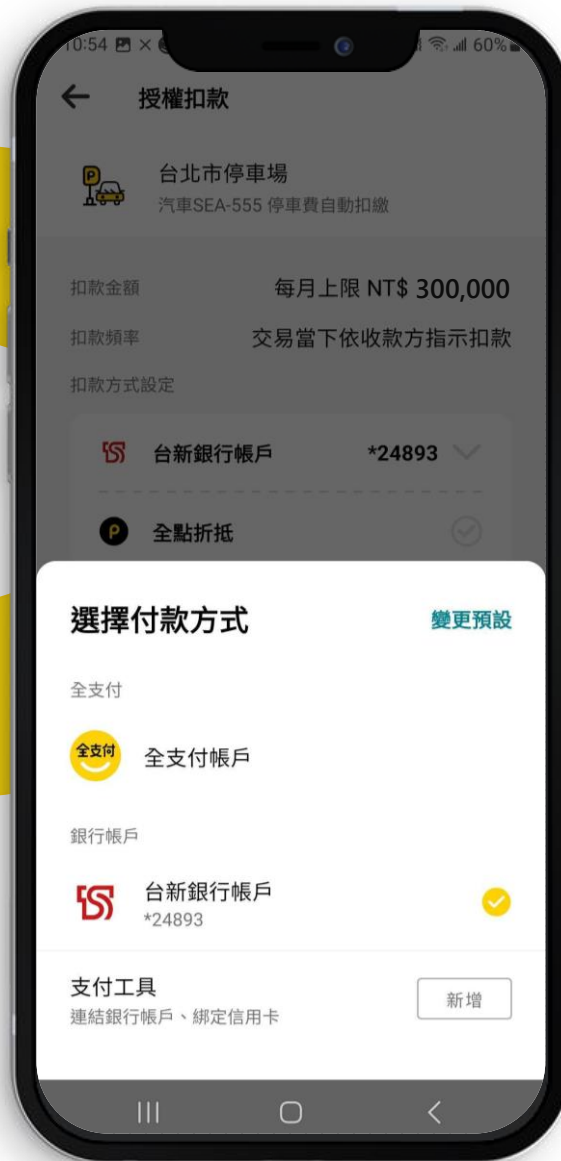 10:54
60%
授權扣款
P
台北市停車場
汽車SEA-555 停車費自動扣繳
扣款金額 每月上限 NT$ 300,000
扣款頻率 交易當下依收款方指示扣款
扣款方式設定
台新銀行帳戶 *24893
P 全點折抵
選擇付款方式 變更預設
全支付
全支付 全支付帳戶
銀行帳戶
台新銀行帳戶
*24893
支付工具 新增
連結銀行帳戶、綁定信用卡